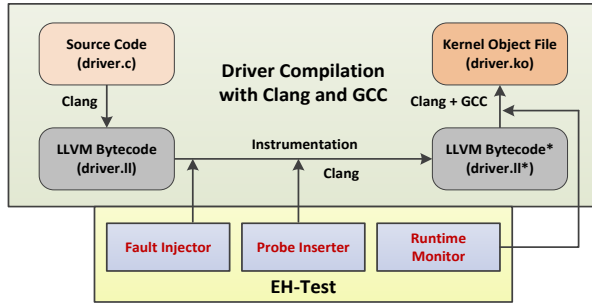 Source Code
(driver.c)
Kernel Object File
(driver.ko)
Driver Compilation
with Clang and GCC
Clang
Clang + GCC
LLVM Bytecode
(driver.ll)
Instrumentation
Clang
LLVM Bytecode*
(driver.ll*)
Fault Injector
Probe Inserter
Runtime
Monitor
EH-Test